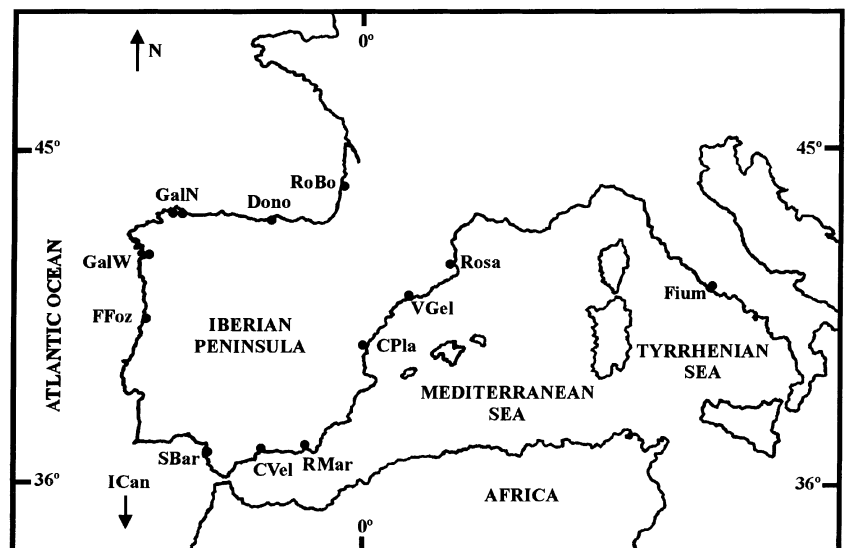 0º
N
45º
45º
RoBo
GalN
Dono
GalW
Rosa
Fium
VGel
FFoz
ATLANTIC OCEAN
IBERIAN
PENINSULA
CPla
TYRRHENIAN
SEA
MEDITERRANEAN
SEA
SBar
CVel
RMar
36º
ICan
AFRICA
36º
0º